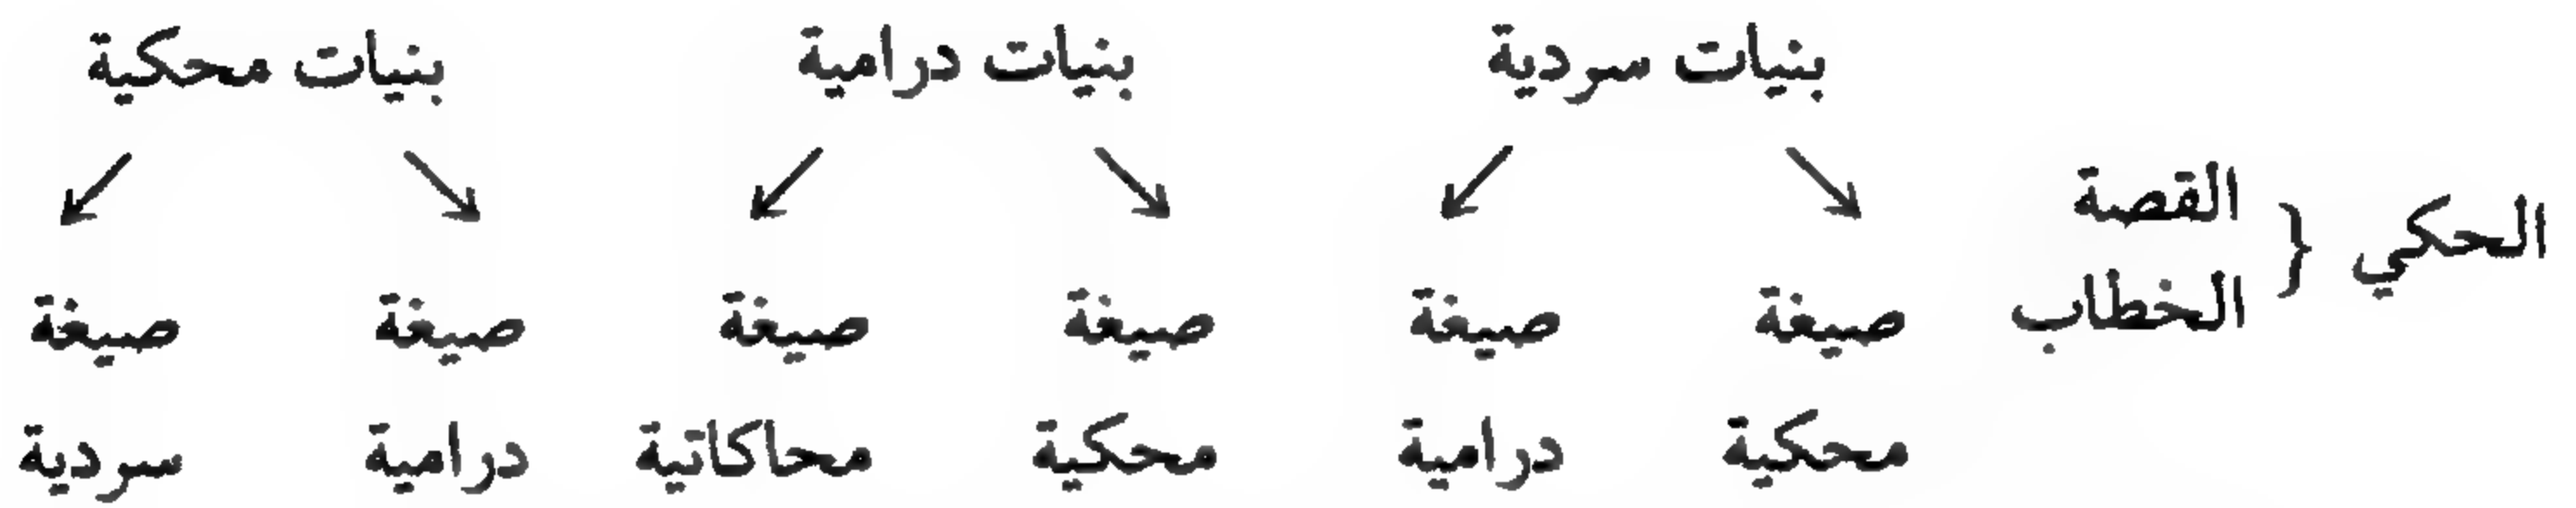 بنيات سردية بنيات درامية بنيات محكية
القصة
الحكي {
الخطاب
صيغة صيغة صيغة صيغة صيغة صيغة
محكية درامية محكية محاكاتية درامية سردية